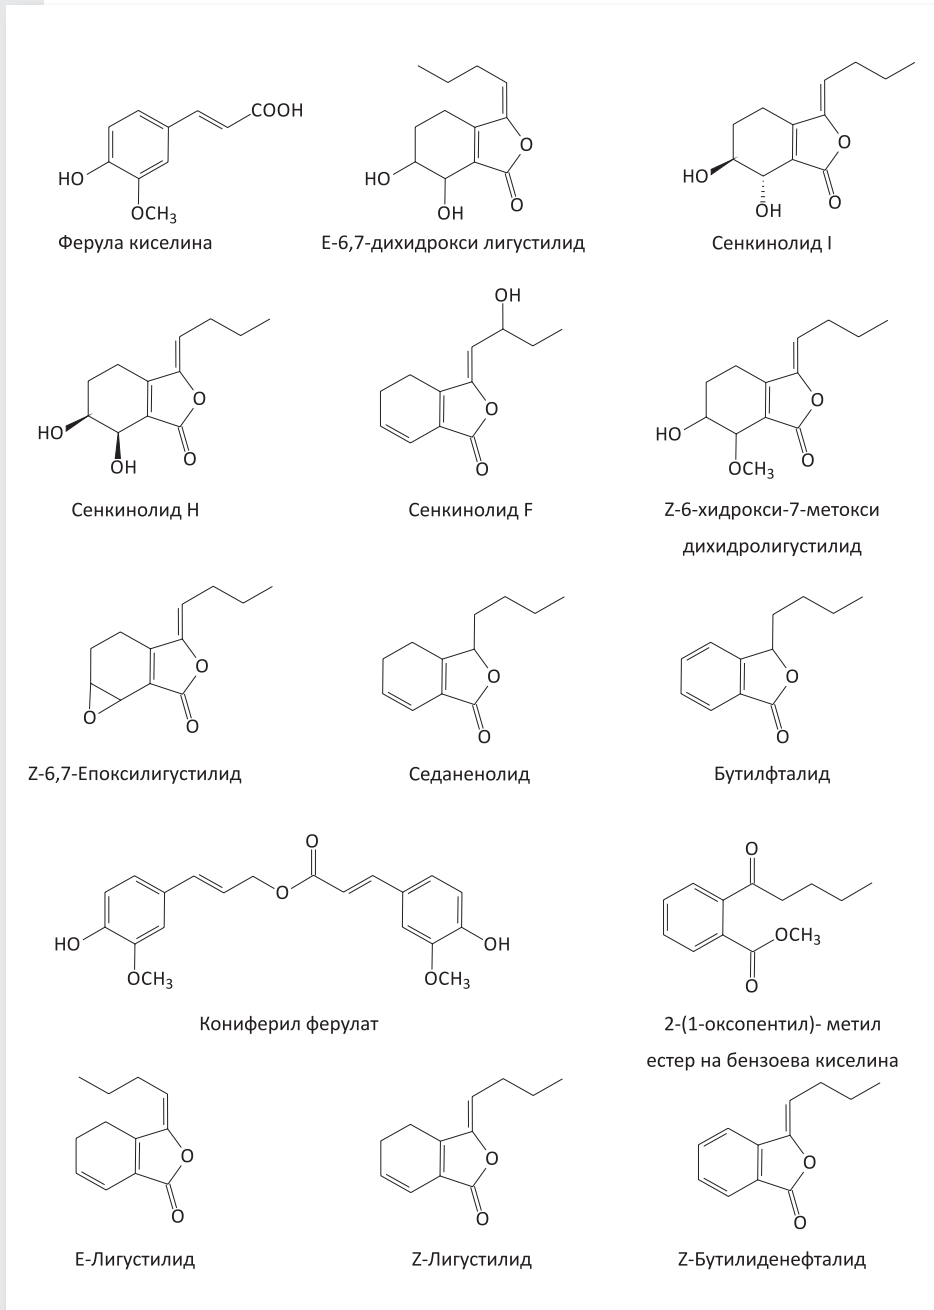 COOH
HO
OCH₃
Ферула киселина
O
HO
OH
O
Е-6,7-дихидрокси лигустилид
O
HO
OH
O
Сенкинолид I
O
HO
OH
O
Сенкинолид H
OH
O
O
Сенкинолид F
O
HO
OCH₃
O
Z-6-хидрокси-7-метокси
дихидролигустилид
O
O
O
Z-6,7-Епоксилигустилид
O
O
Седаненолид
O
O
Бутилфталид
O
O
HO
OH
OCH₃
OCH₃
Кониферил ферулат
O
OCH₃
O
2-(1-оксопентил)- метил
естер на бензоева киселина
O
O
Е-Лигустилид
O
O
Z-Лигустилид
O
O
Z-Бутилиденефталид